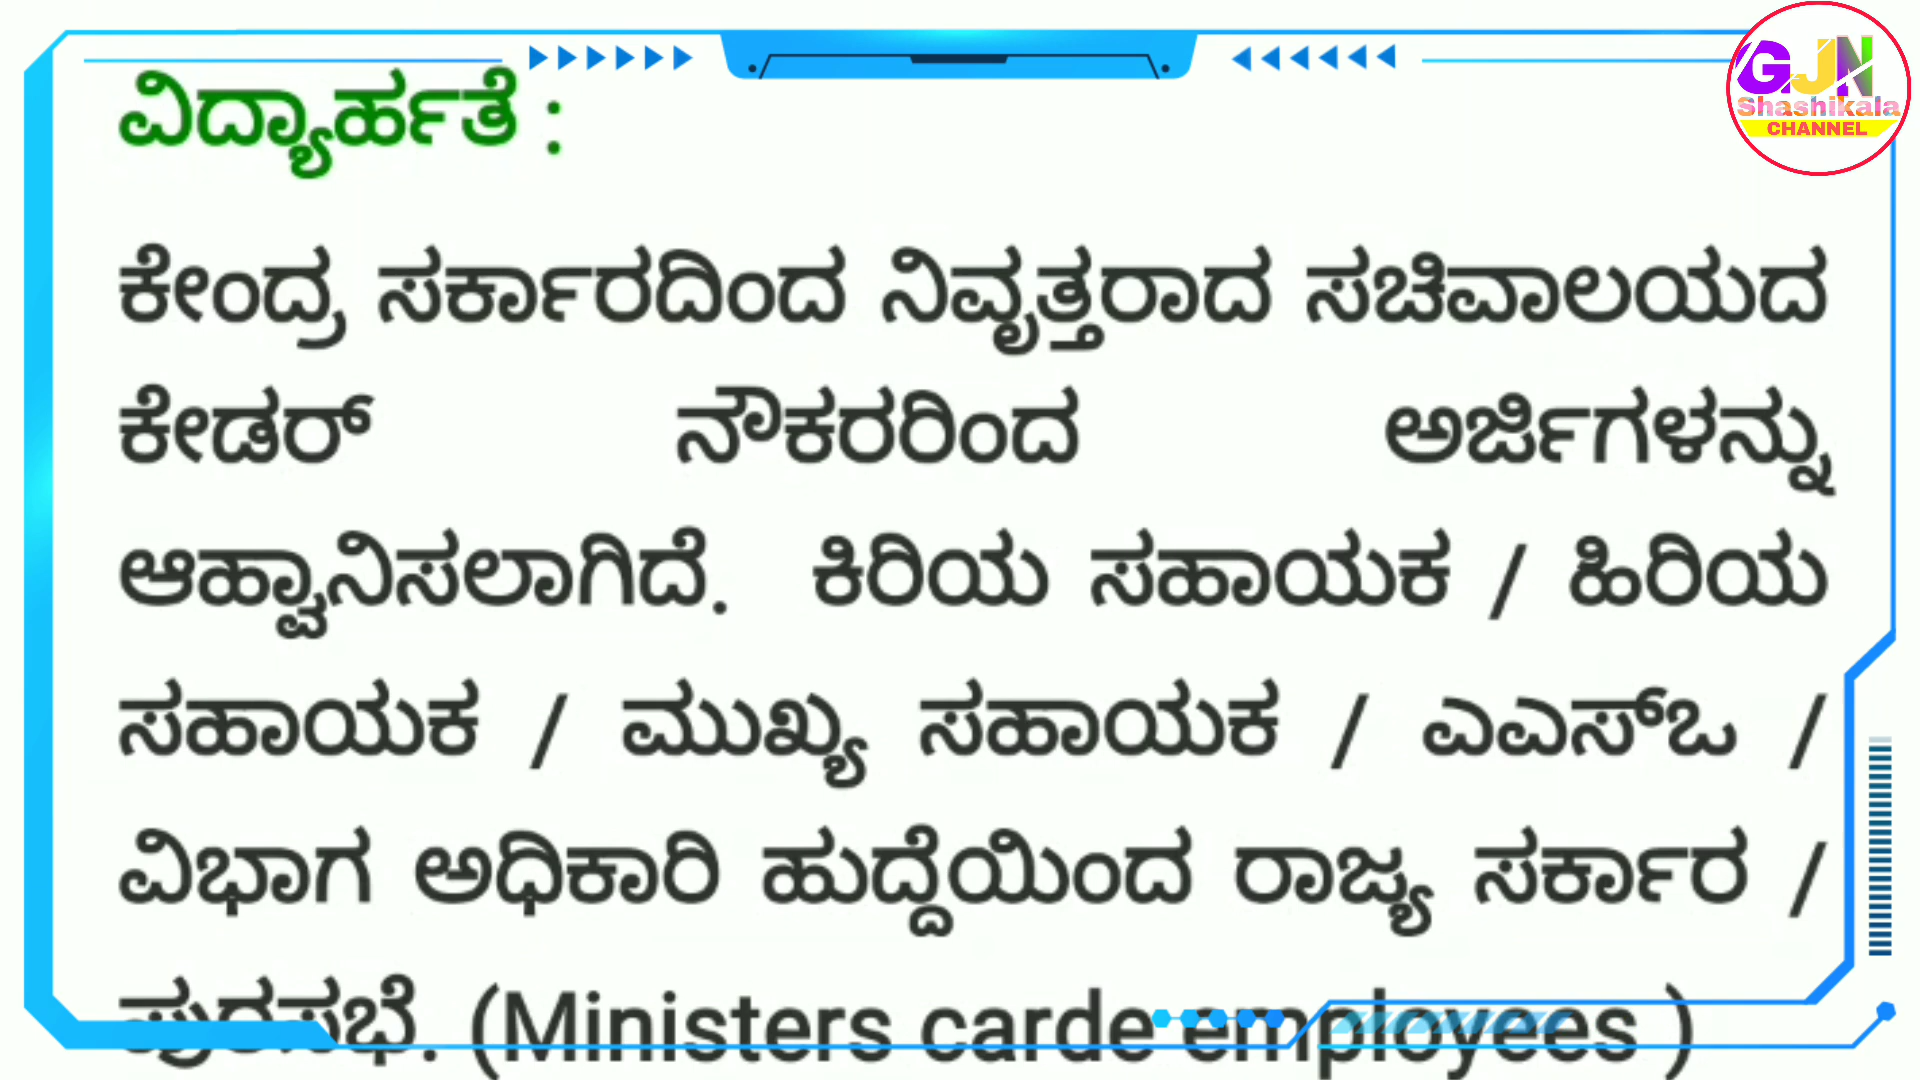 ವಿದ್ಯಾರ್ಹತೆ :
GJN
Shashikala
CHANNEL
ಕೇಂದ್ರ ಸರ್ಕಾರದಿಂದ ನಿವೃತ್ತರಾದ ಸಚಿವಾಲಯದ
ಕೇಡರ್ ನೌಕರರಿಂದ ಅರ್ಜಿಗಳನ್ನು
ಆಹ್ವಾನಿಸಲಾಗಿದೆ. ಕಿರಿಯ ಸಹಾಯಕ / ಹಿರಿಯ
ಸಹಾಯಕ / ಮುಖ್ಯ ಸಹಾಯಕ / ಎಎಸ್ಒ /
ವಿಭಾಗ ಅಧಿಕಾರಿ ಹುದ್ದೆಯಿಂದ ರಾಜ್ಯ ಸರ್ಕಾರ /
ಪುರಸಭೆ. (Ministers carde employees )